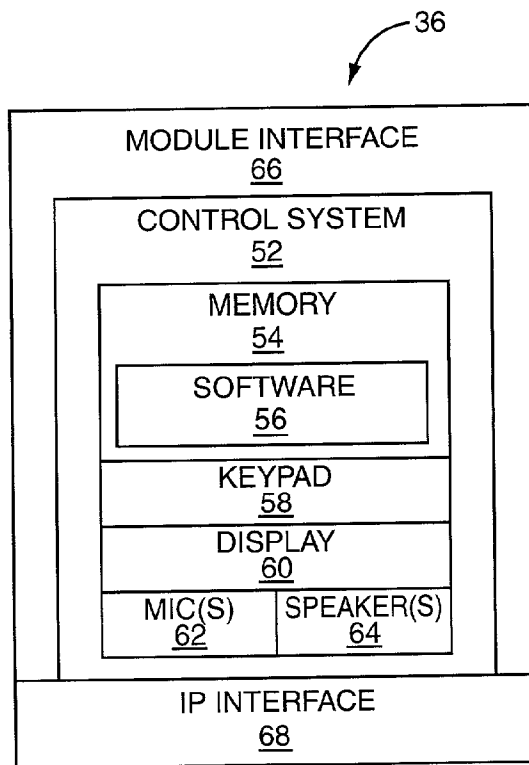 36
MODULE INTERFACE
66
CONTROL SYSTEM
52
MEMORY
54
SOFTWARE
56
KEYPAD
58
DISPLAY
60
MIC(S) SPEAKER(S)
62 64
IP INTERFACE
68